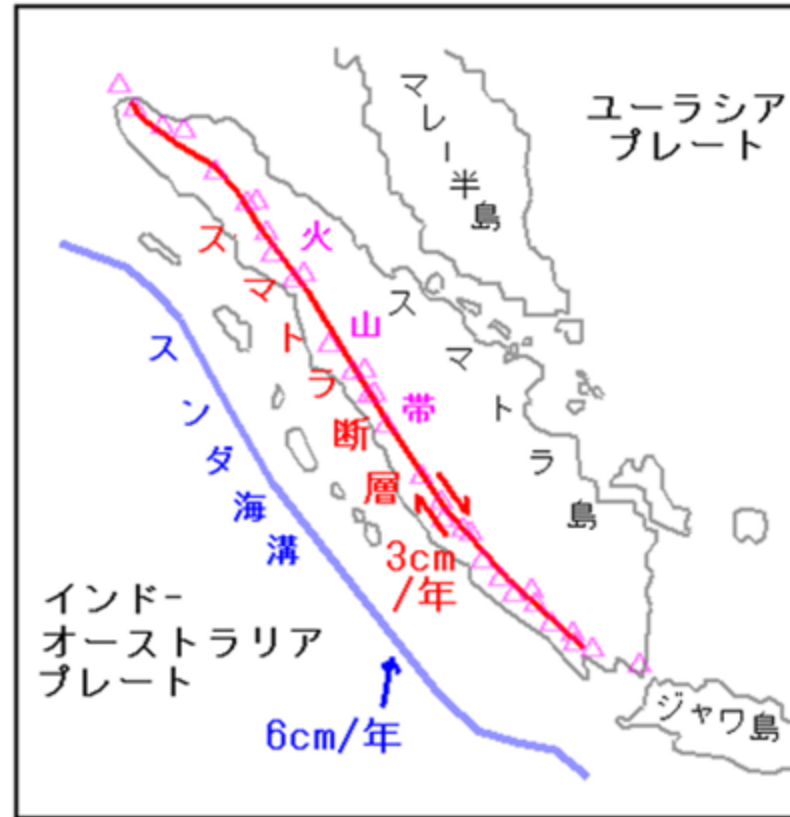 マレー半島
ユーラシア
プレート
火山帯
スマトラ島
スマトラ断層
3cm
/年
スンダ海溝
インド-
オーストラリア
プレート
6cm/年
ジャワ島